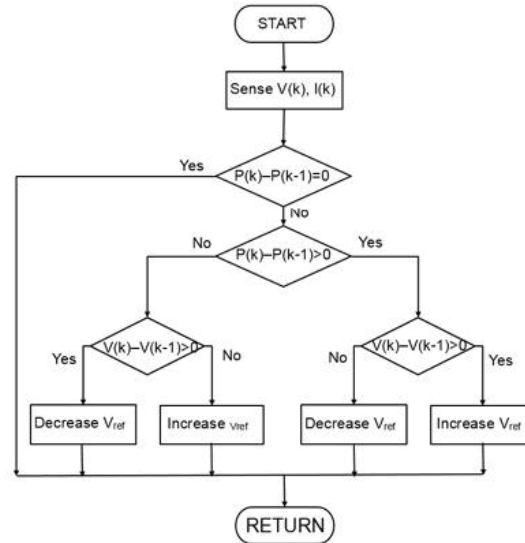 START
Sense V(k), I(k)
Yes
P(k)–P(k-1)=0
No
No
P(k)–P(k-1)>0
Yes
V(k)–V(k-1)>0
Yes
No
V(k)–V(k-1)>0
No
Yes
Decrease Vref
Increase Vref
Decrease Vref
Increase Vref
RETURN